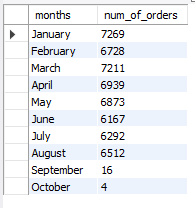 months num_of_orders
January 7269
February 6728
March 7211
April 6939
May 6873
June 6167
July 6292
August 6512
September 16
October 4